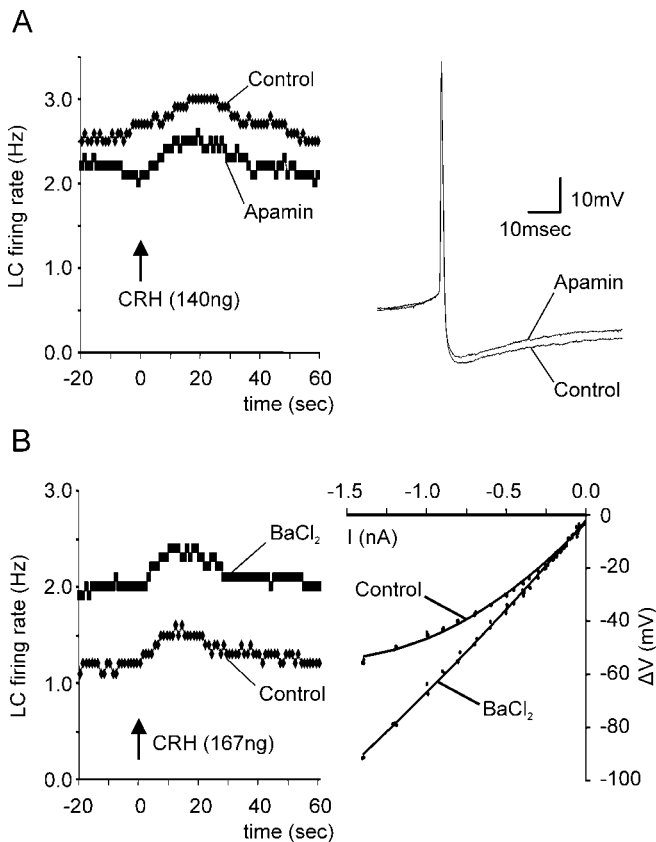 A
LC firing rate (Hz)
3.0
2.0
1.0
0.0
Control
Apamin
CRH (140ng)
-20 0 20 40 60
time (sec)
10mV
10msec
Apamin
Control
B
LC firing rate (Hz)
3.0
2.0
1.0
0.0
BaCl2
Control
CRH (167ng)
-20 0 20 40 60
time (sec)
-1.5 -1.0 -0.5 0.0
I (nA)
0
-20
-40
-60
-80
-100
ΔV (mV)
Control
BaCl2